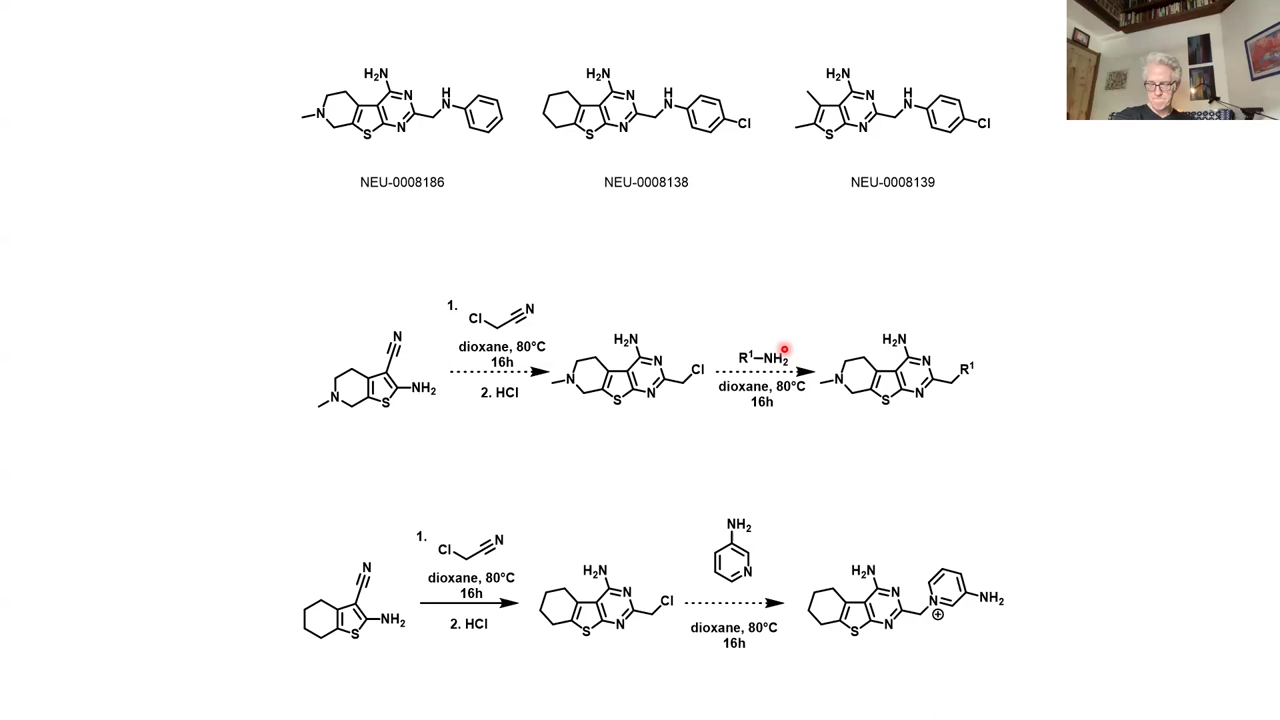 H₂N
N
N
S
N
H
N
NEU-0008186
H₂N
N
N
S
H
N
Cl
NEU-0008138
H₂N
N
N
S
H
N
Cl
NEU-0008139
1.
Cl
N
dioxane, 80°C
16h
2. HCl
N
NH₂
S
N
H₂N
N
N
S
N
Cl
R¹–NH₂
dioxane, 80°C
16h
H₂N
N
N
S
N
R¹
1.
Cl
N
dioxane, 80°C
16h
2. HCl
N
NH₂
S
H₂N
N
N
S
Cl
NH₂
N
dioxane, 80°C
16h
H₂N
N
N
S
N
⊕
NH₂